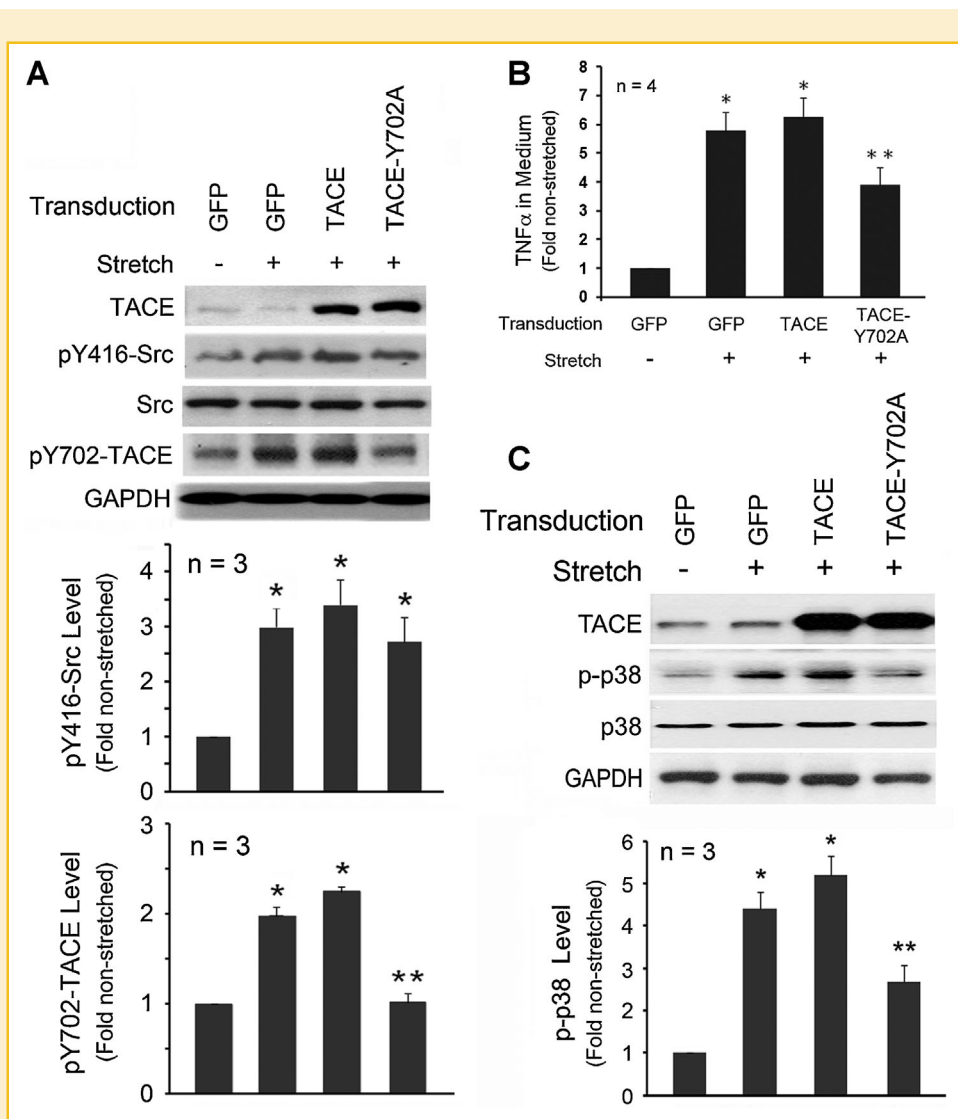 A
Transduction
GFP
GFP
TACE
TACE-Y702A
Stretch - + + +
TACE
pY416-Src
Src
pY702-TACE
GAPDH
n = 3
pY416-Src Level
(Fold non-stretched)
4
3
2
1
0
* * *
n = 3
pY702-TACE Level
(Fold non-stretched)
3
2
1
0
* * **
B
n = 4
TNFα in Medium
(Fold non-stretched)
8
7
6
5
4
3
2
1
0
* * **
Transduction GFP GFP TACE TACE-
Y702A
Stretch - + + +
C
Transduction
GFP
GFP
TACE
TACE-Y702A
Stretch - + + +
TACE
p-p38
p38
GAPDH
n = 3
p-p38 Level
(Fold non-stretched)
6
5
4
3
2
1
0
* * **